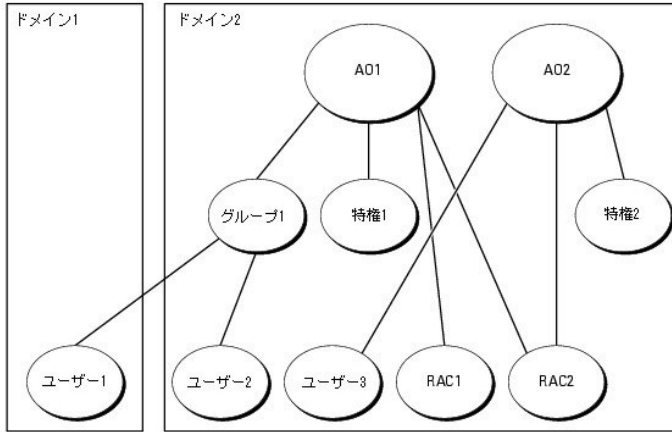 ドメイン1
ドメイン2
AO1
AO2
グループ1
特権1
特権2
ユーザー1
ユーザー2
ユーザー3
RAC1
RAC2